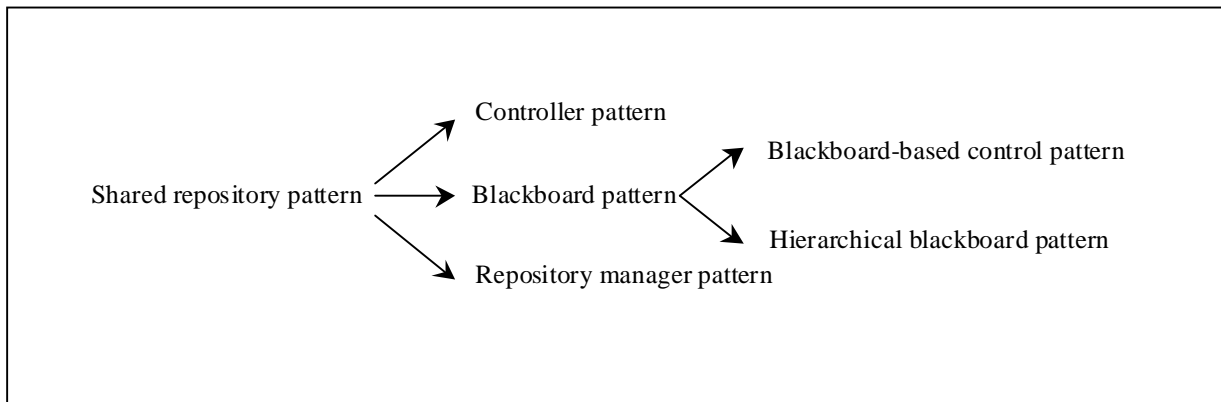 Controller pattern
Blackboard-based control pattern
Shared repository pattern
Blackboard pattern
Hierarchical blackboard pattern
Repository manager pattern